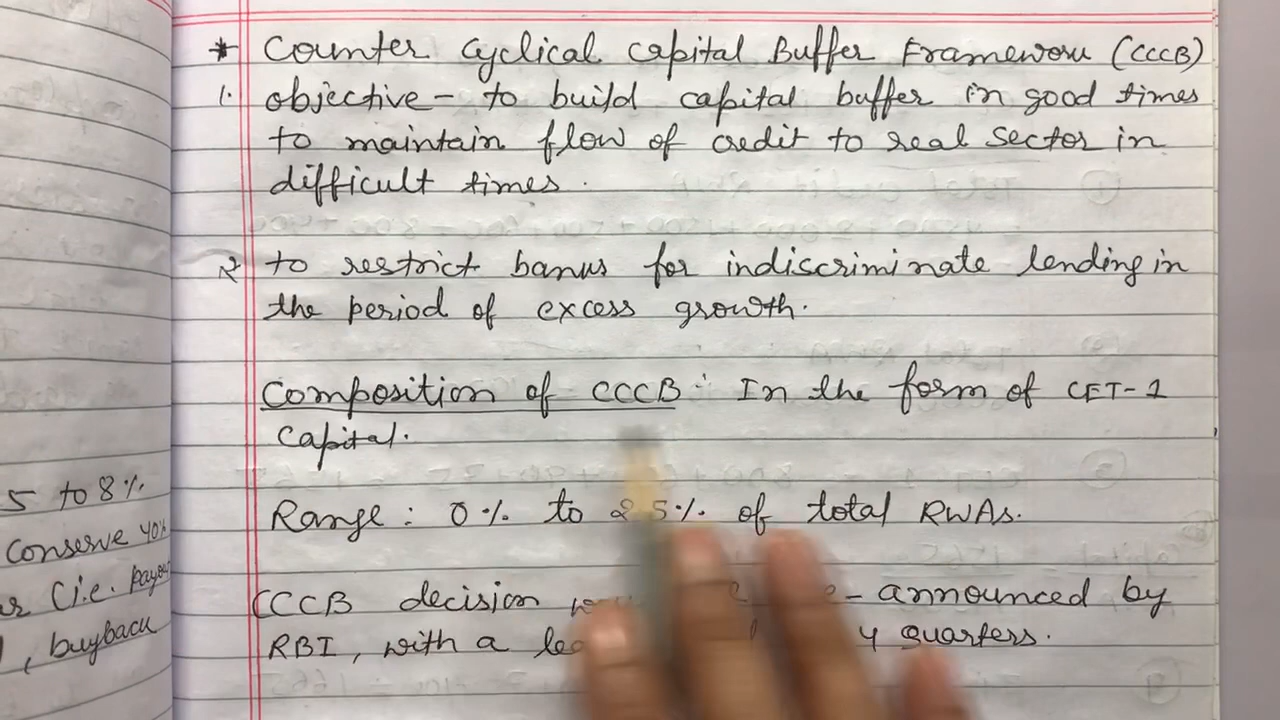 * Counter Cyclical Capital Buffer Framework (CCCB)
1. objective - to build capital buffer in good times
to maintain flow of credit to real sector in
difficult times.
2. to restrict banks for indiscriminate lending in
the period of excess growth.
Composition of CCCB: In the form of CET-1
Capital.
Range: 0% to 2.5% of total RWAs.
CCCB decision announced by
RBI, with a 4 quarters.
5 to 8%
conserve 40%
(i.e.
, buyback